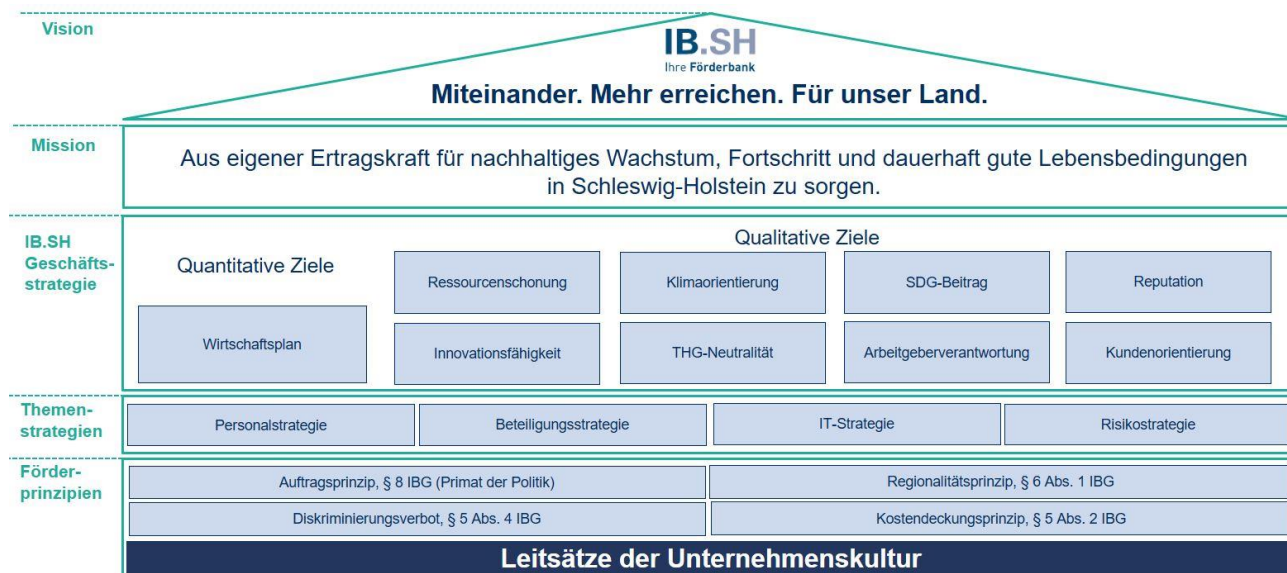 Vision
IB.SH
Ihre Förderbank
Miteinander. Mehr erreichen. Für unser Land.
Mission
Aus eigener Ertragskraft für nachhaltiges Wachstum, Fortschritt und dauerhaft gute Lebensbedingungen
in Schleswig-Holstein zu sorgen.
IB.SH
Geschäfts-
strategie
Quantitative Ziele
Qualitative Ziele
Wirtschaftsplan
Ressourcenschonung
Klimaorientierung
SDG-Beitrag
Reputation
Innovationsfähigkeit
THG-Neutralität
Arbeitgeberverantwortung
Kundenorientierung
Themen-
strategien
Personalstrategie
Beteiligungsstrategie
IT-Strategie
Risikostrategie
Förder-
prinzipien
Auftragsprinzip, § 8 IBG (Primat der Politik)
Regionalitätsprinzip, § 6 Abs. 1 IBG
Diskriminierungsverbot, § 5 Abs. 4 IBG
Kostendeckungsprinzip, § 5 Abs. 2 IBG
Leitsätze der Unternehmenskultur